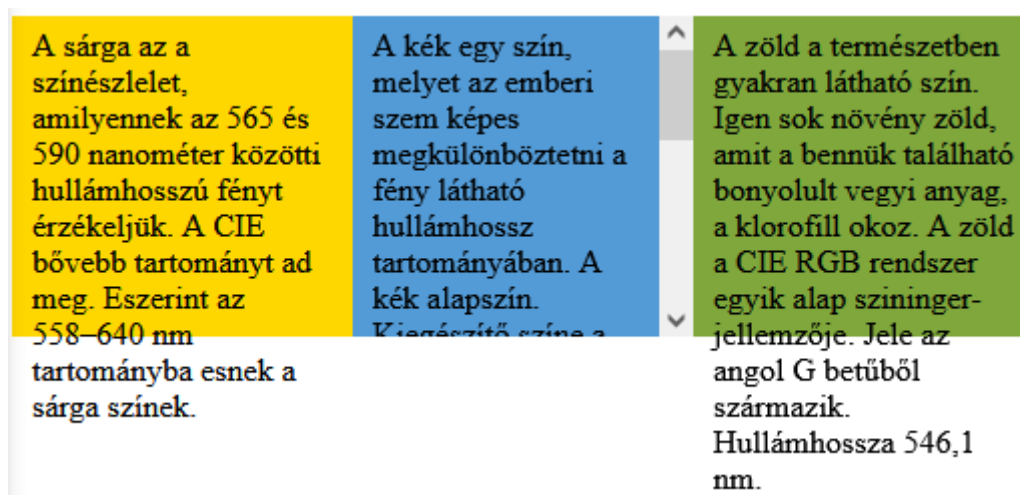 A sárga az a
színészlelet,
amilyennek az 565 és
590 nanométer közötti
hullámhosszú fényt
érzékeljük. A CIE
bővebb tartományt ad
meg. Eszerint az
558–640 nm
tartományba esnek a
sárga színek.
A kék egy szín,
melyet az emberi
szem képes
megkülönböztetni a
fény látható
hullámhossz
tartományában. A
kék alapszín.
Kiegészítő színe a
A zöld a természetben
gyakran látható szín.
Igen sok növény zöld,
amit a bennük található
bonyolult vegyi anyag,
a klorofill okoz. A zöld
a CIE RGB rendszer
egyik alap szininger-
jellemzője. Jele az
angol G betűből
származik.
Hullámhossza 546,1
nm.